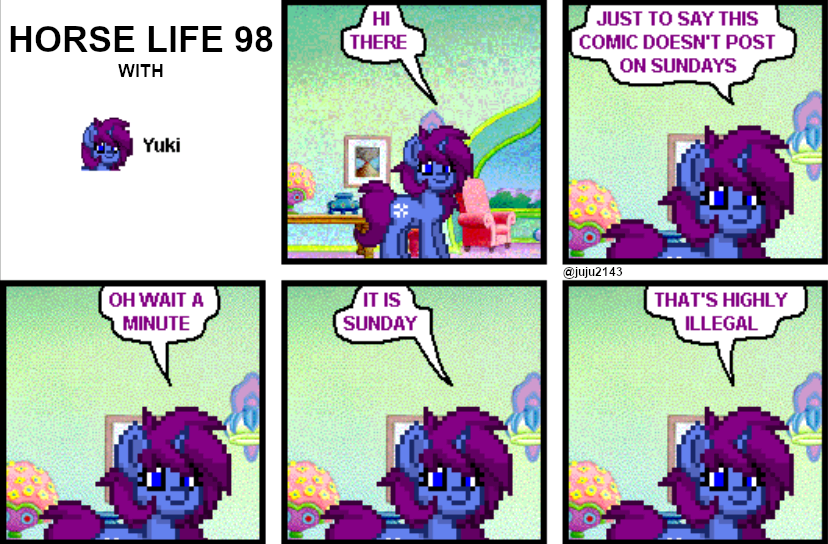 HORSE LIFE 98
WITH
Yuki
HI
THERE
JUST TO SAY THIS
COMIC DOESN'T POST
ON SUNDAYS
@juju2143
OH WAIT A
MINUTE
IT IS
SUNDAY
THAT'S HIGHLY
ILLEGAL